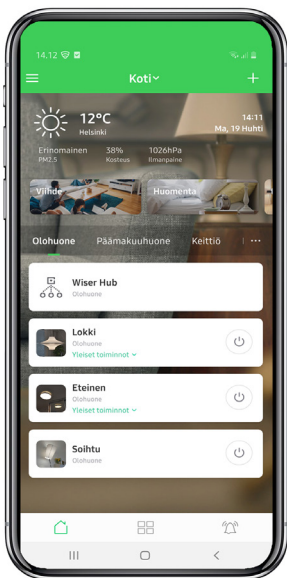 14.12
Koti
12°C
Helsinki
14:11
Ma, 19 Huhti
Erinomainen
PM2.5
38%
Kosteus
1026hPa
Ilmanpaine
Viihde
Huomenta
Olohuone Päämakuuhuone Keittiö
Wiser Hub
Olohuone
Lokki
Olohuone
Yleiset toiminnot
Eteinen
Olohuone
Yleiset toiminnot
Soihtu
Olohuone